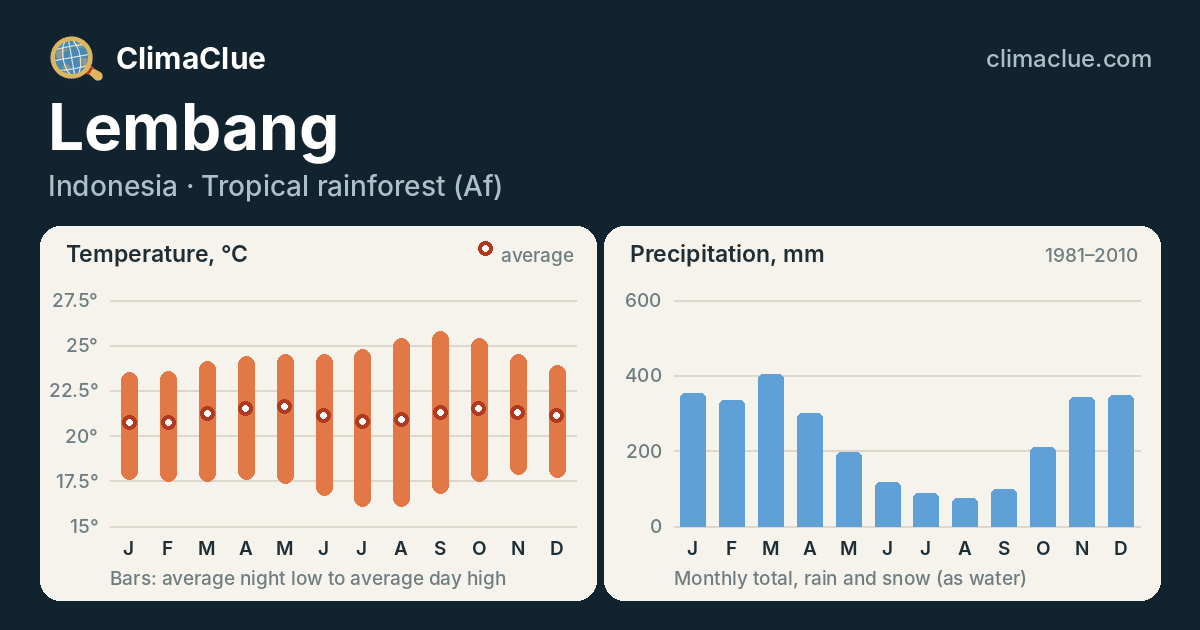 ClimaClue
climaclue.com
Lembang
Indonesia · Tropical rainforest (Af)
Temperature, °C
average
27.5°
25°
22.5°
20°
17.5°
15°
J F M A M J J A S O N D
Bars: average night low to average day high
Precipitation, mm
1981–2010
600
400
200
0
J F M A M J J A S O N D
Monthly total, rain and snow (as water)